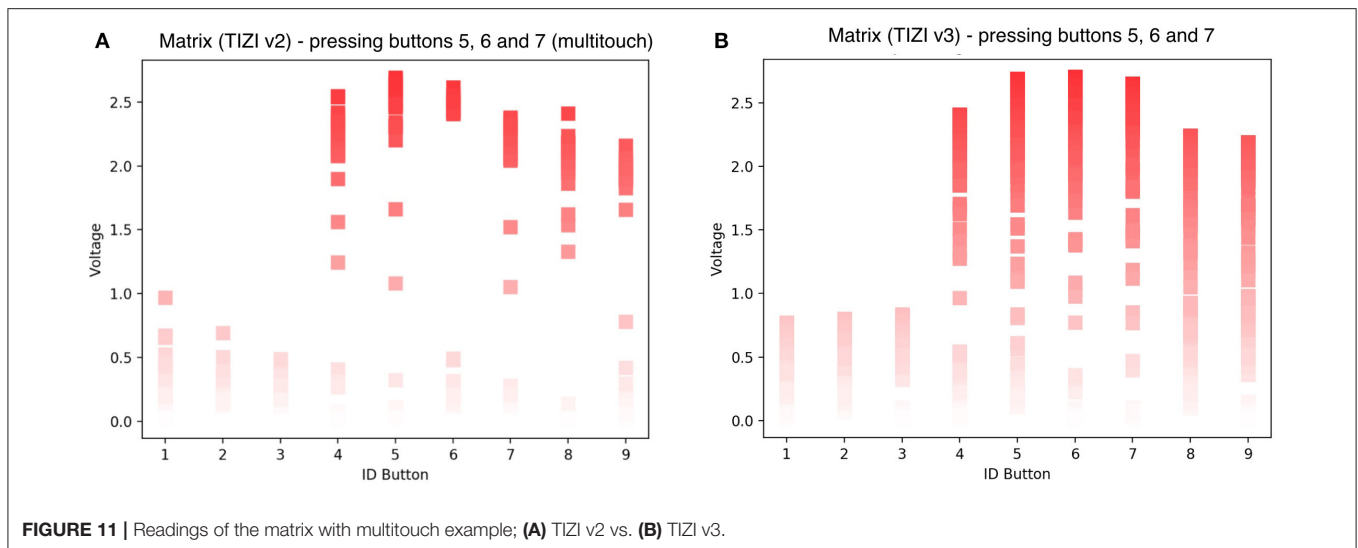 A
Matrix (TIZI v2) - pressing buttons 5, 6 and 7 (multitouch)
2.5
2.0
1.5
1.0
0.5
0.0
Voltage
1 2 3 4 5 6 7 8 9
ID Button
B
Matrix (TIZI v3) - pressing buttons 5, 6 and 7
2.5
2.0
1.5
1.0
0.5
0.0
Voltage
1 2 3 4 5 6 7 8 9
ID Button
FIGURE 11 | Readings of the matrix with multitouch example; (A) TIZI v2 vs. (B) TIZI v3.